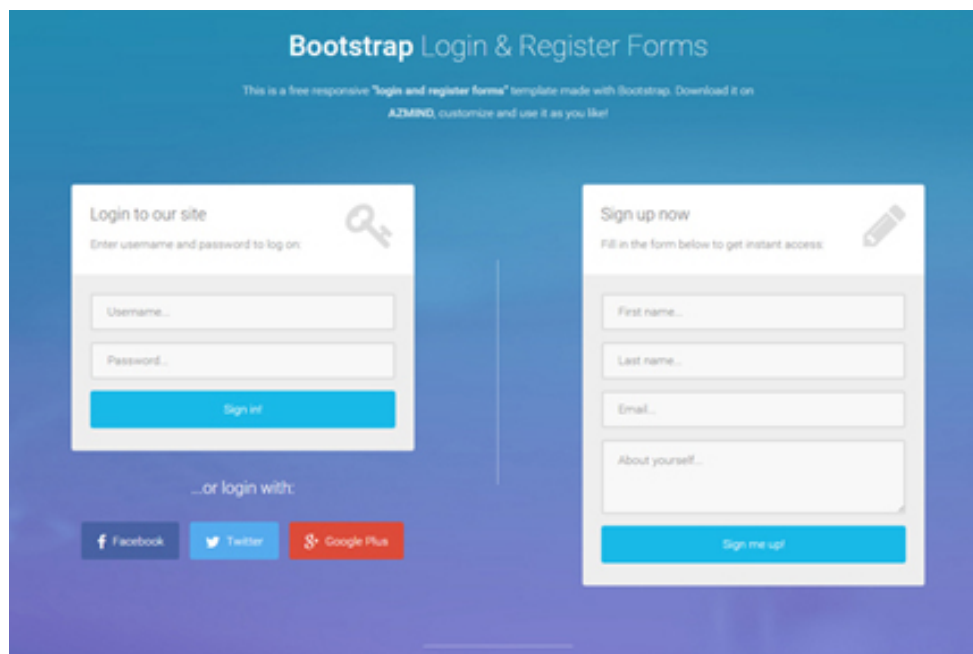 Bootstrap Login & Register Forms
This is a free responsive "login and register forms" template made with Bootstrap. Download it on
AZMIND, customize and use it as you like!
Login to our site
Enter username and password to log on:
Username...
Password...
Sign in!
...or login with:
Facebook
Twitter
Google Plus
Sign up now
Fill in the form below to get instant access:
First name...
Last name...
Email...
About yourself...
Sign me up!